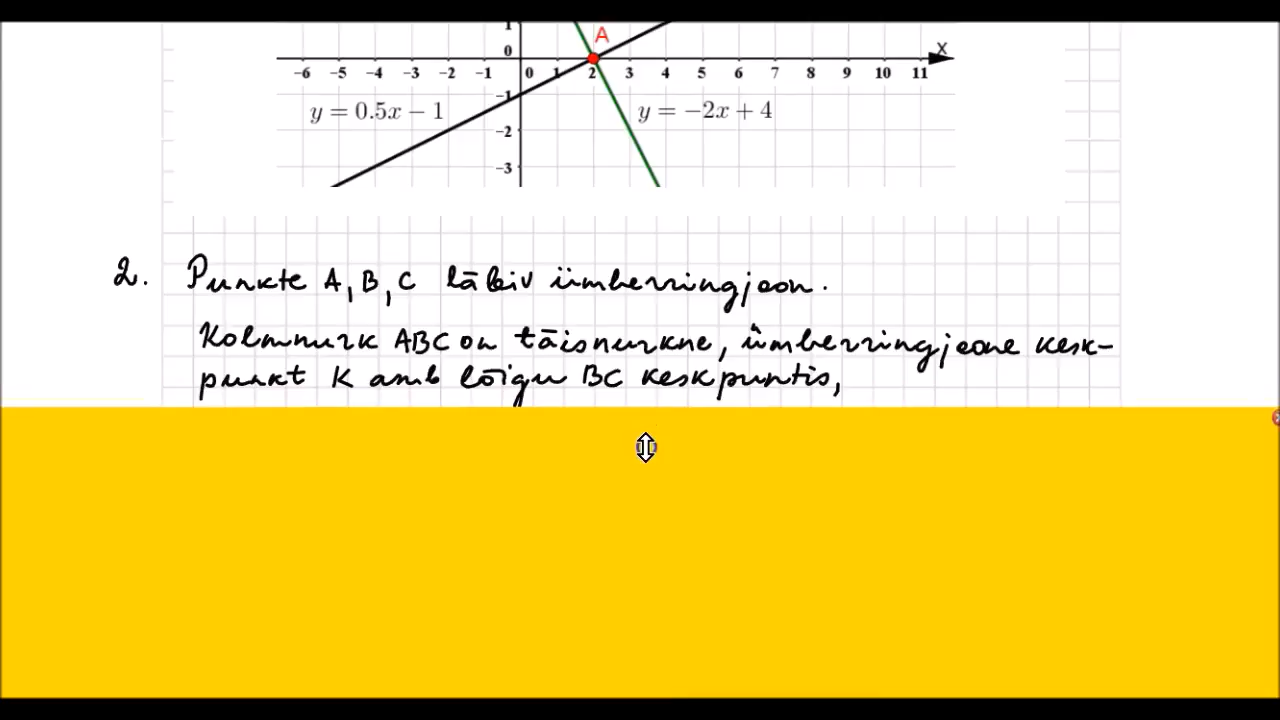 1
A
0
x
−6 −5 −4 −3 −2 −1 0 1 2 3 4 5 6 7 8 9 10 11
y = 0.5x − 1
−1
y = −2x + 4
−2
−3
2. Punkte A, B, C läbiv ümberringjoon.
Kolmnurk ABC on täisnurkne, ümberringjoone kesk-
punkt K asub lõigu BC keskpunktis,